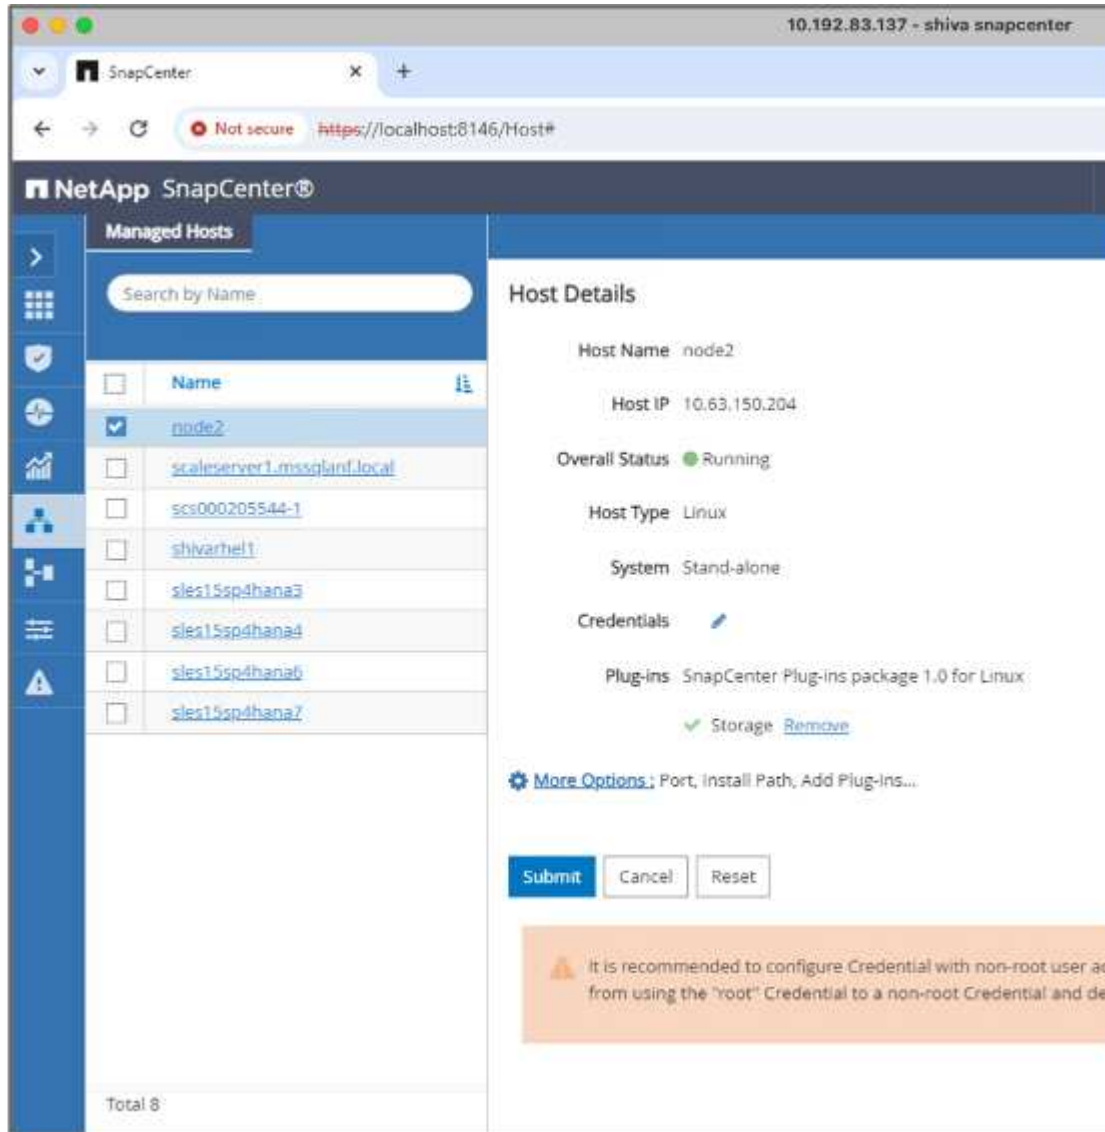 10.192.83.137 - shiva snapcenter
SnapCenter
Not secure https://localhost:8146/Host#
NetApp SnapCenter®
Managed Hosts
Search by Name
Name
node2
scaleserver1.mssqlanf.local
scs000205544-1
shivarhel1
sles15sp4hana3
sles15sp4hana4
sles15sp4hana6
sles15sp4hana7
Total 8
Host Details
Host Name node2
Host IP 10.63.150.204
Overall Status Running
Host Type Linux
System Stand-alone
Credentials
Plug-ins SnapCenter Plug-ins package 1.0 for Linux
Storage Remove
More Options : Port, Install Path, Add Plug-Ins...
Submit Cancel Reset
It is recommended to configure Credential with non-root user a
from using the "root" Credential to a non-root Credential and de